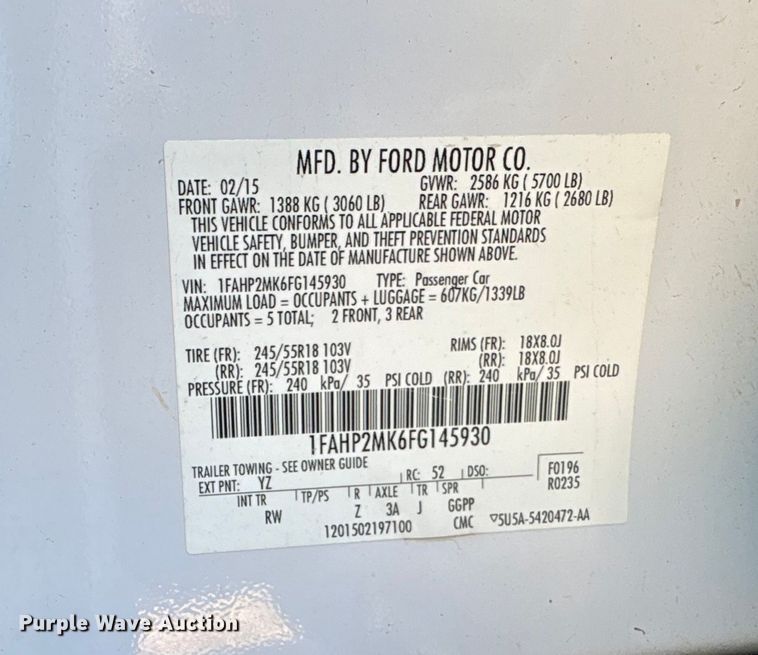 MFD. BY FORD MOTOR CO.
DATE: 02/15 GVWR: 2586 KG ( 5700 LB)
FRONT GAWR: 1388 KG ( 3060 LB) REAR GAWR: 1216 KG ( 2680 LB)
THIS VEHICLE CONFORMS TO ALL APPLICABLE FEDERAL MOTOR
VEHICLE SAFETY, BUMPER, AND THEFT PREVENTION STANDARDS
IN EFFECT ON THE DATE OF MANUFACTURE SHOWN ABOVE.
VIN: 1FAHP2MK6FG145930 TYPE: Passenger Car
MAXIMUM LOAD = OCCUPANTS + LUGGAGE = 607KG/1339LB
OCCUPANTS = 5 TOTAL; 2 FRONT, 3 REAR
TIRE (FR): 245/55R18 103V RIMS (FR): 18X8.0J
(RR): 245/55R18 103V (RR): 18X8.0J
PRESSURE (FR): 240 kPa/ 35 PSI COLD (RR): 240 kPa/ 35 PSI COLD
1FAHP2MK6FG145930
TRAILER TOWING - SEE OWNER GUIDE
EXT PNT: YZ RC: 52 DSO: F0196
R0235
INT TR TP/PS R AXLE TR SPR
RW Z 3A J GGPP
1201502197100 CMC ▽5U5A-5420472-AA
Purple Wave Auction